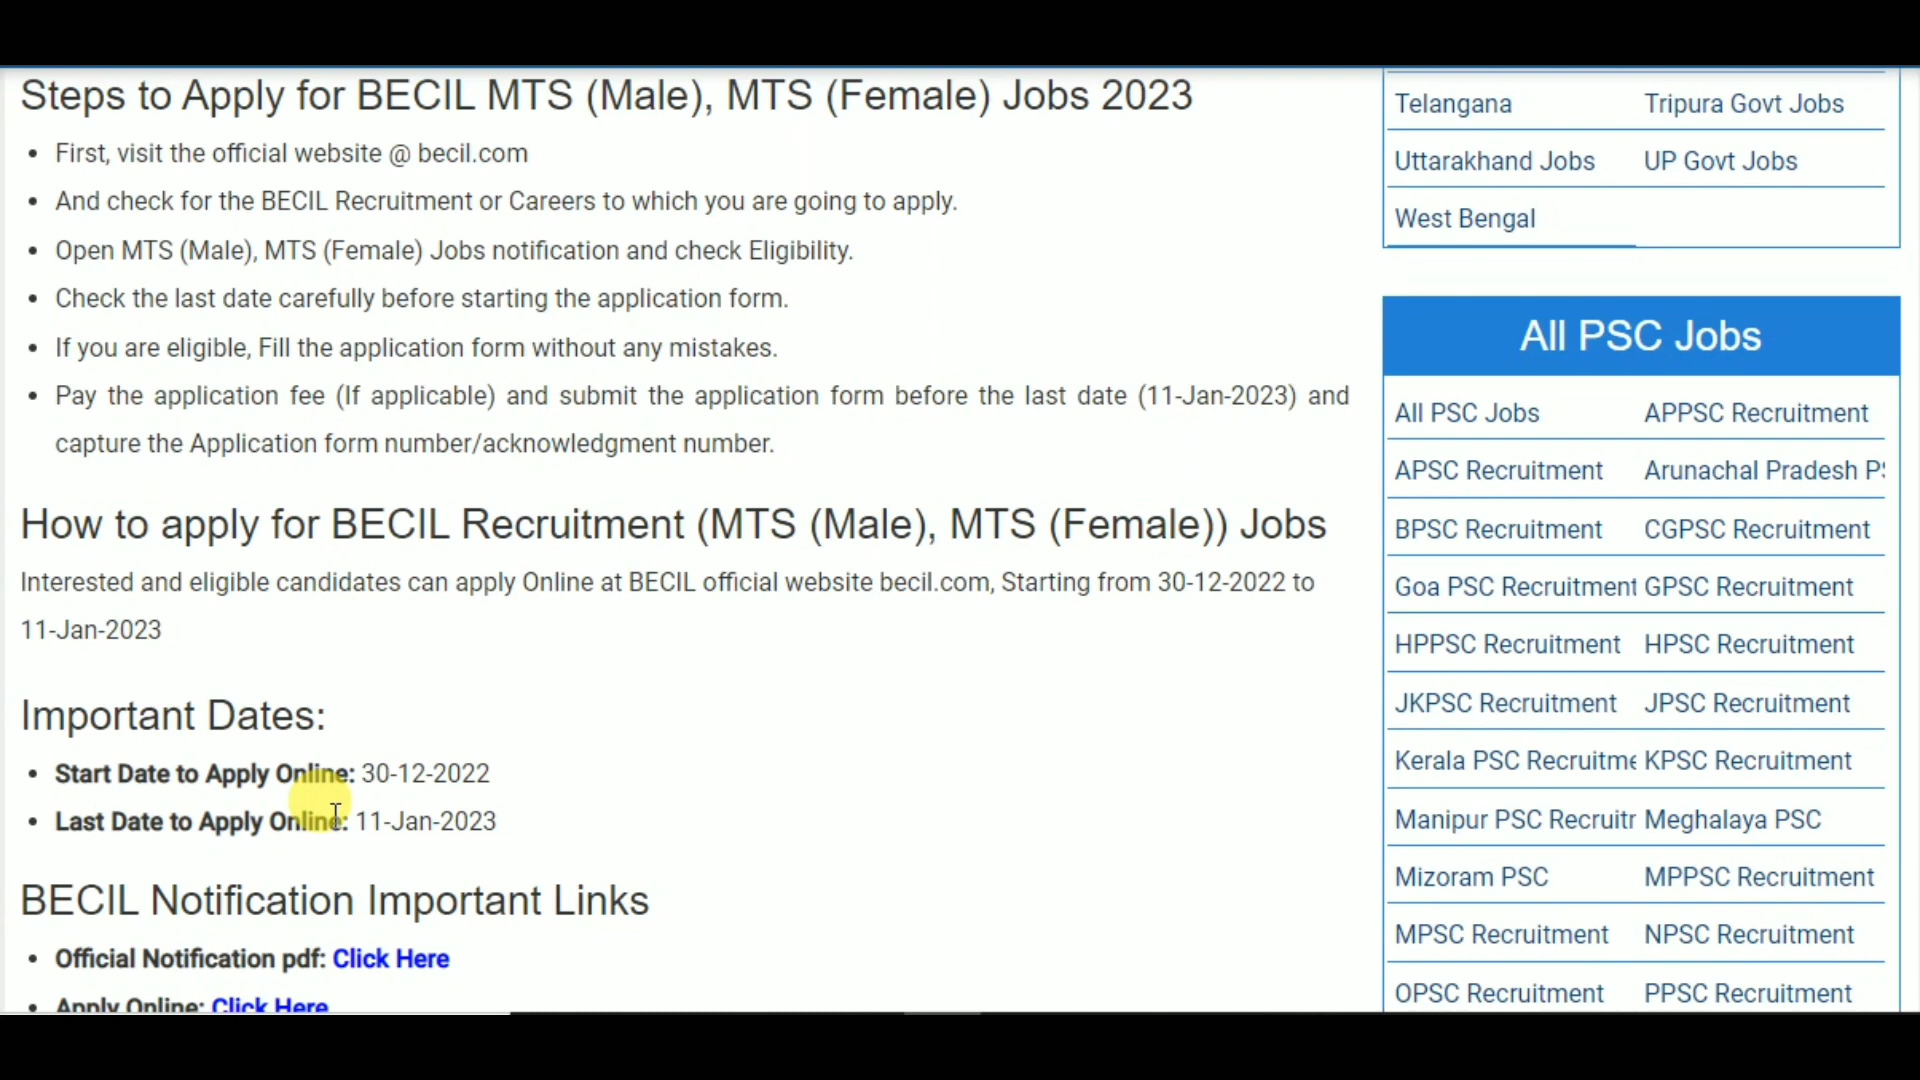 Steps to Apply for BECIL MTS (Male), MTS (Female) Jobs 2023
• First, visit the official website @ becil.com
• And check for the BECIL Recruitment or Careers to which you are going to apply.
• Open MTS (Male), MTS (Female) Jobs notification and check Eligibility.
• Check the last date carefully before starting the application form.
• If you are eligible, Fill the application form without any mistakes.
• Pay the application fee (If applicable) and submit the application form before the last date (11-Jan-2023) and
capture the Application form number/acknowledgment number.
How to apply for BECIL Recruitment (MTS (Male), MTS (Female)) Jobs
Interested and eligible candidates can apply Online at BECIL official website becil.com, Starting from 30-12-2022 to
11-Jan-2023
Important Dates:
• Start Date to Apply Online: 30-12-2022
• Last Date to Apply Online: 11-Jan-2023
BECIL Notification Important Links
• Official Notification pdf: Click Here
• Apply Online: Click Here
Telangana Tripura Govt Jobs
Uttarakhand Jobs UP Govt Jobs
West Bengal
All PSC Jobs
All PSC Jobs APPSC Recruitment
APSC Recruitment Arunachal Pradesh PS
BPSC Recruitment CGPSC Recruitment
Goa PSC Recruitment GPSC Recruitment
HPPSC Recruitment HPSC Recruitment
JKPSC Recruitment JPSC Recruitment
Kerala PSC Recruitme KPSC Recruitment
Manipur PSC Recruitr Meghalaya PSC
Mizoram PSC MPPSC Recruitment
MPSC Recruitment NPSC Recruitment
OPSC Recruitment PPSC Recruitment